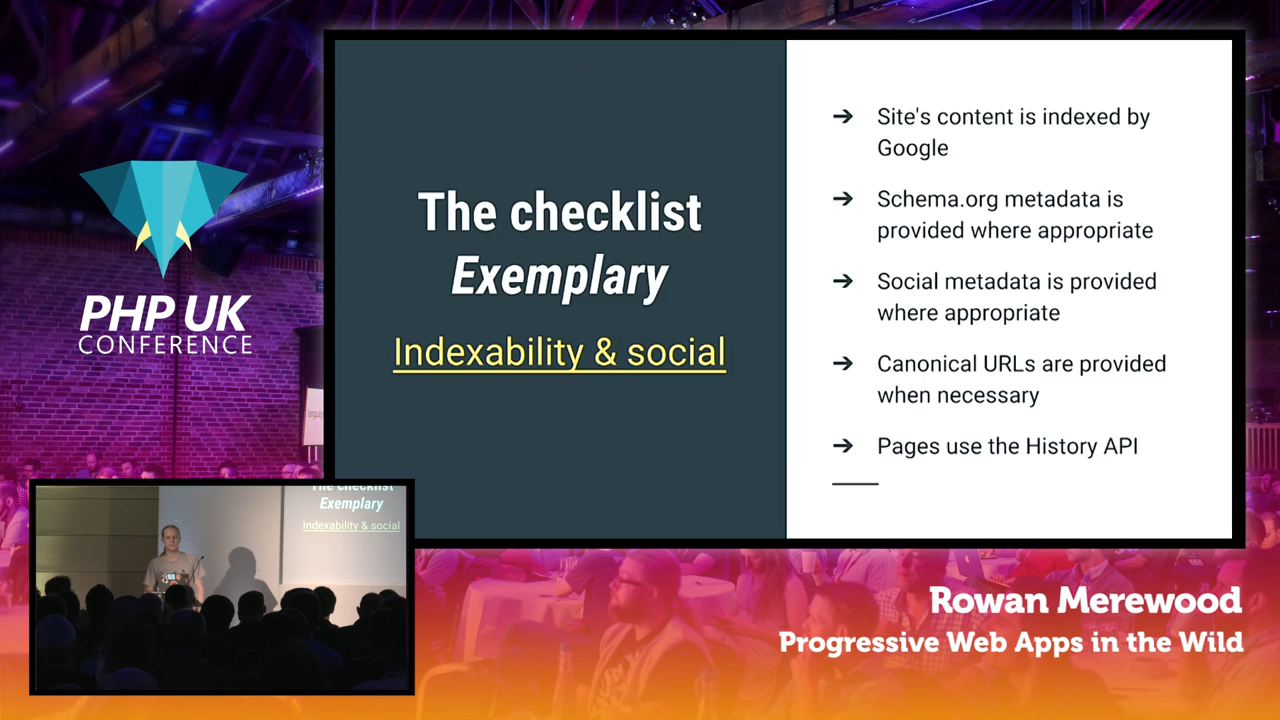 PHP UK
CONFERENCE
The checklist
Exemplary
Indexability & social
➔ Site's content is indexed by
Google
➔ Schema.org metadata is
provided where appropriate
➔ Social metadata is provided
where appropriate
➔ Canonical URLs are provided
when necessary
➔ Pages use the History API
The checklist
Exemplary
Indexability & social
Rowan Merewood
Progressive Web Apps in the Wild